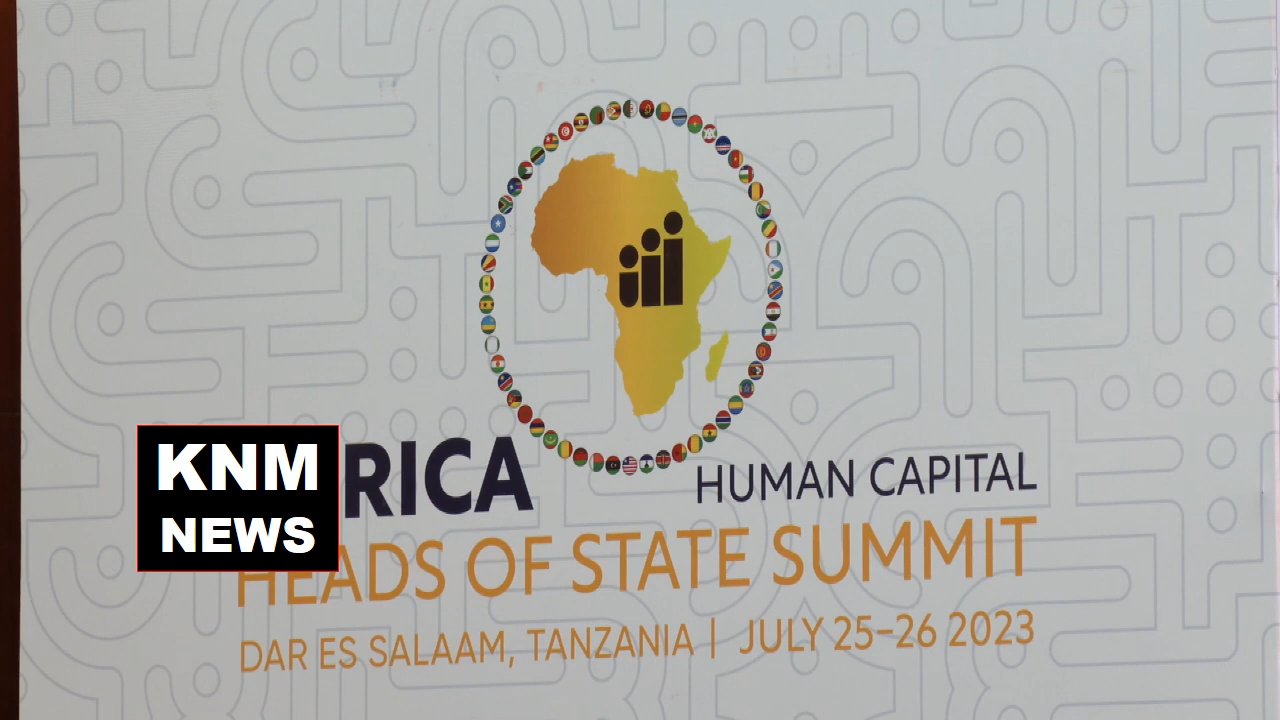 KNM
NEWS
RICA
HUMAN CAPITAL
HEADS OF STATE SUMMIT
DAR ES SALAAM, TANZANIA | JULY 25-26 2023